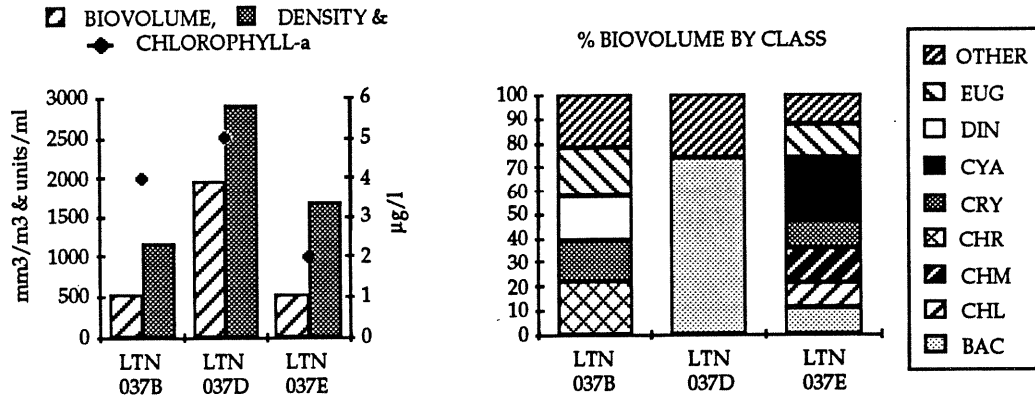 BIOVOLUME, DENSITY &
CHLOROPHYLL-a
mm3/m3 & units/ml
3000
2500
2000
1500
1000
500
0
6
5
4
3
2
1
0
µg/l
LTN LTN LTN
037B 037D 037E
% BIOVOLUME BY CLASS
100
90
80
70
60
50
40
30
20
10
0
LTN LTN LTN
037B 037D 037E
OTHER
EUG
DIN
CYA
CRY
CHR
CHM
CHL
BAC